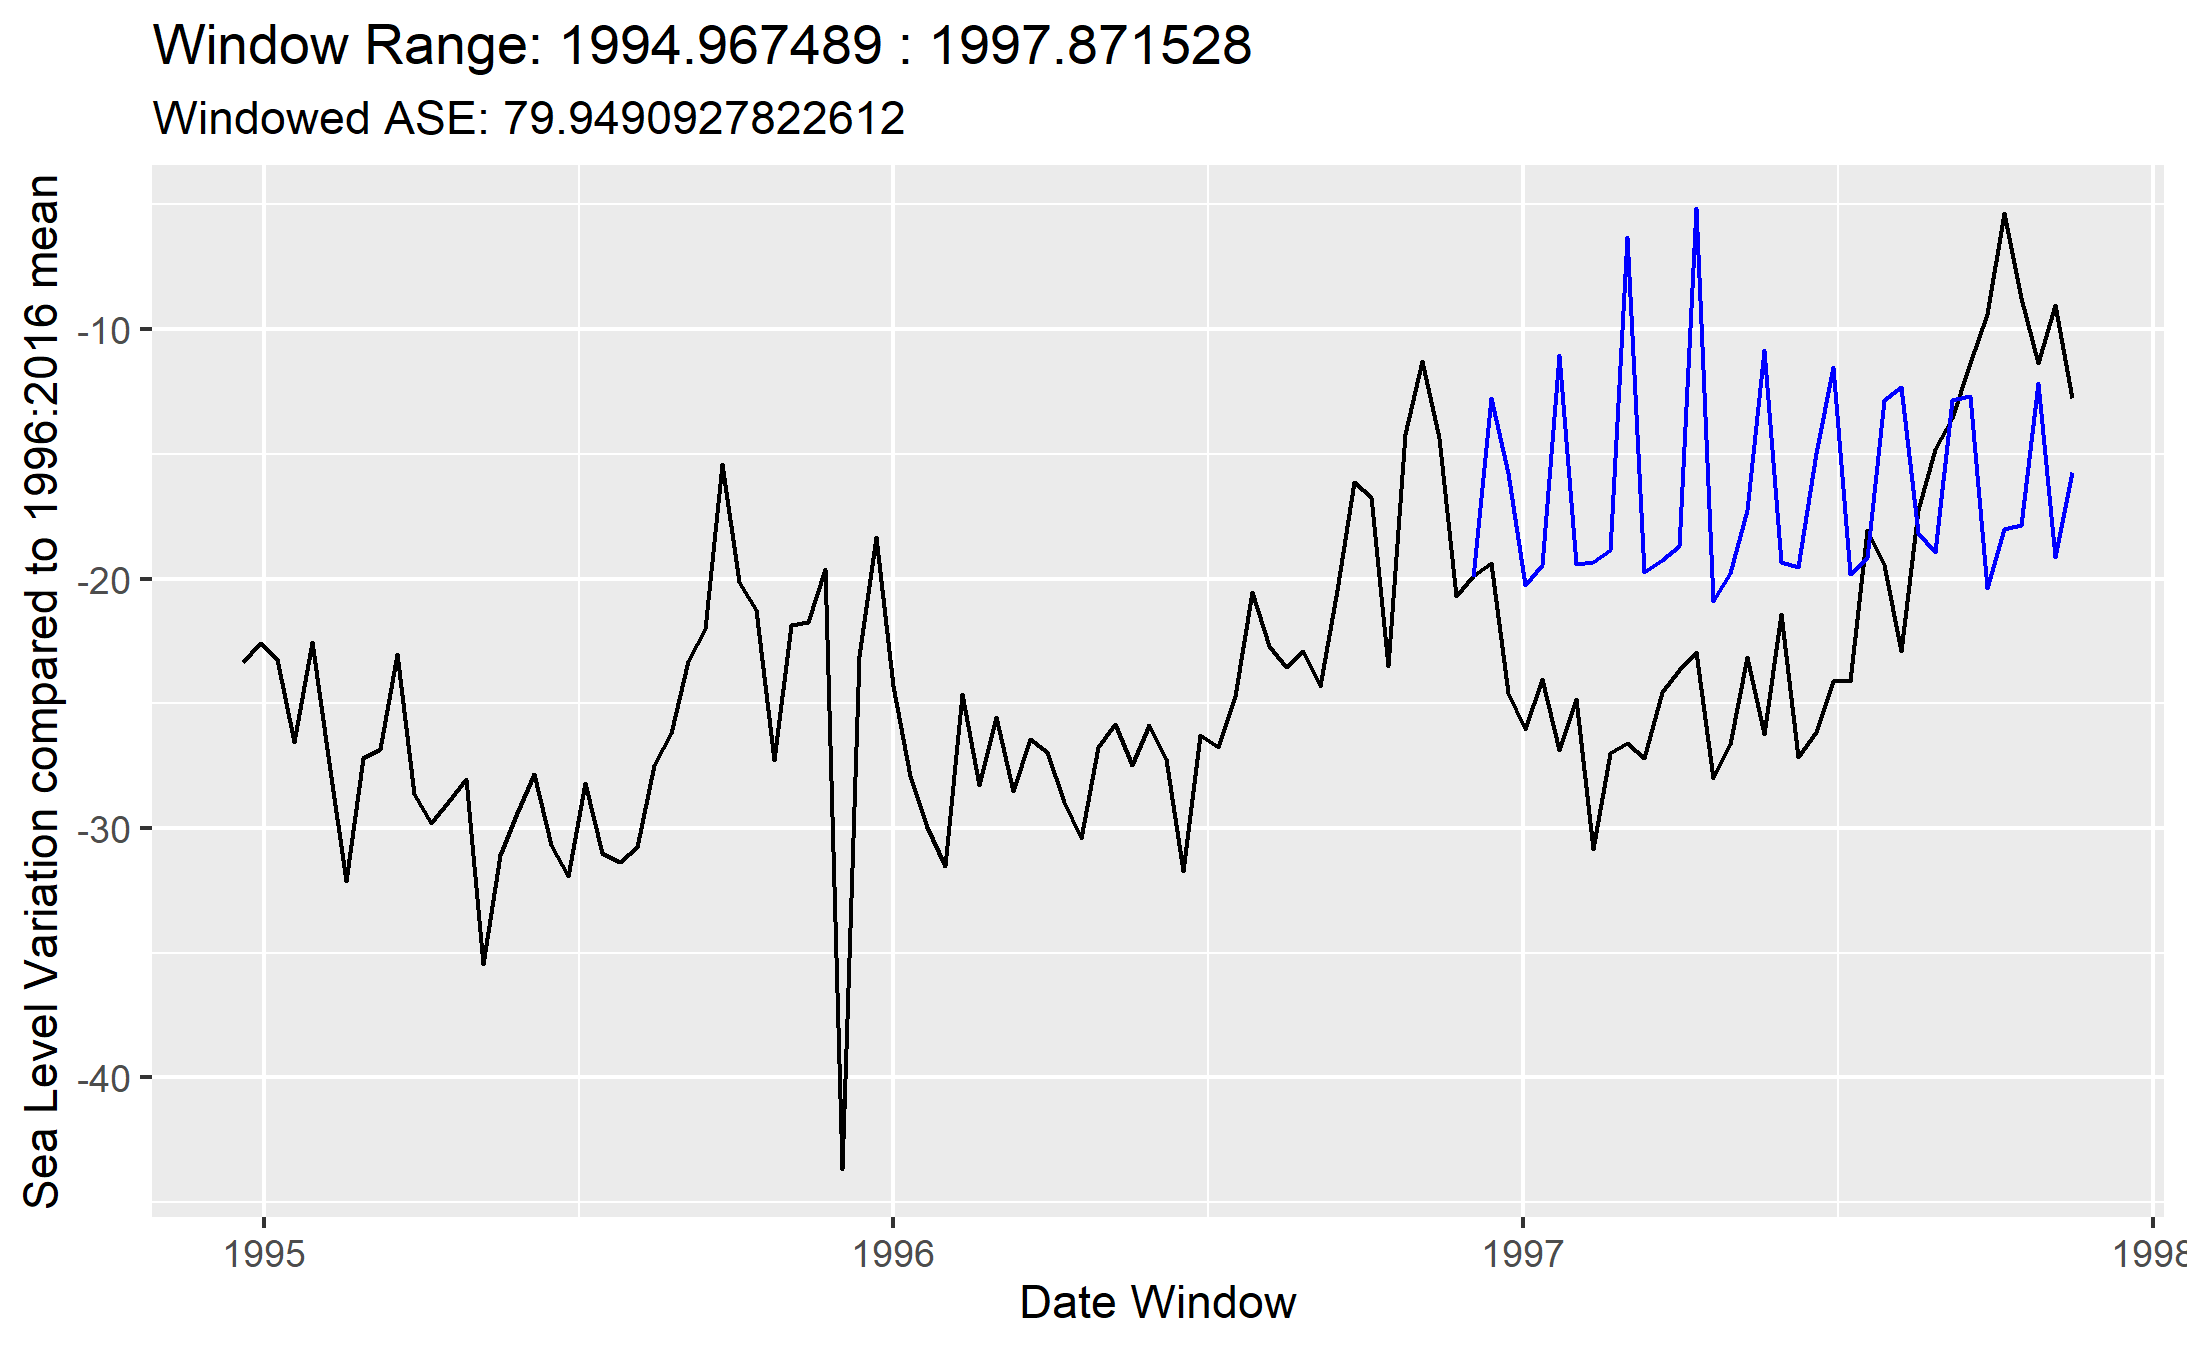 Window Range: 1994.967489 : 1997.871528
Windowed ASE: 79.9490927822612
Sea Level Variation compared to 1996:2016 mean
-10
-20
-30
-40
1995
1996
1997
1998
Date Window